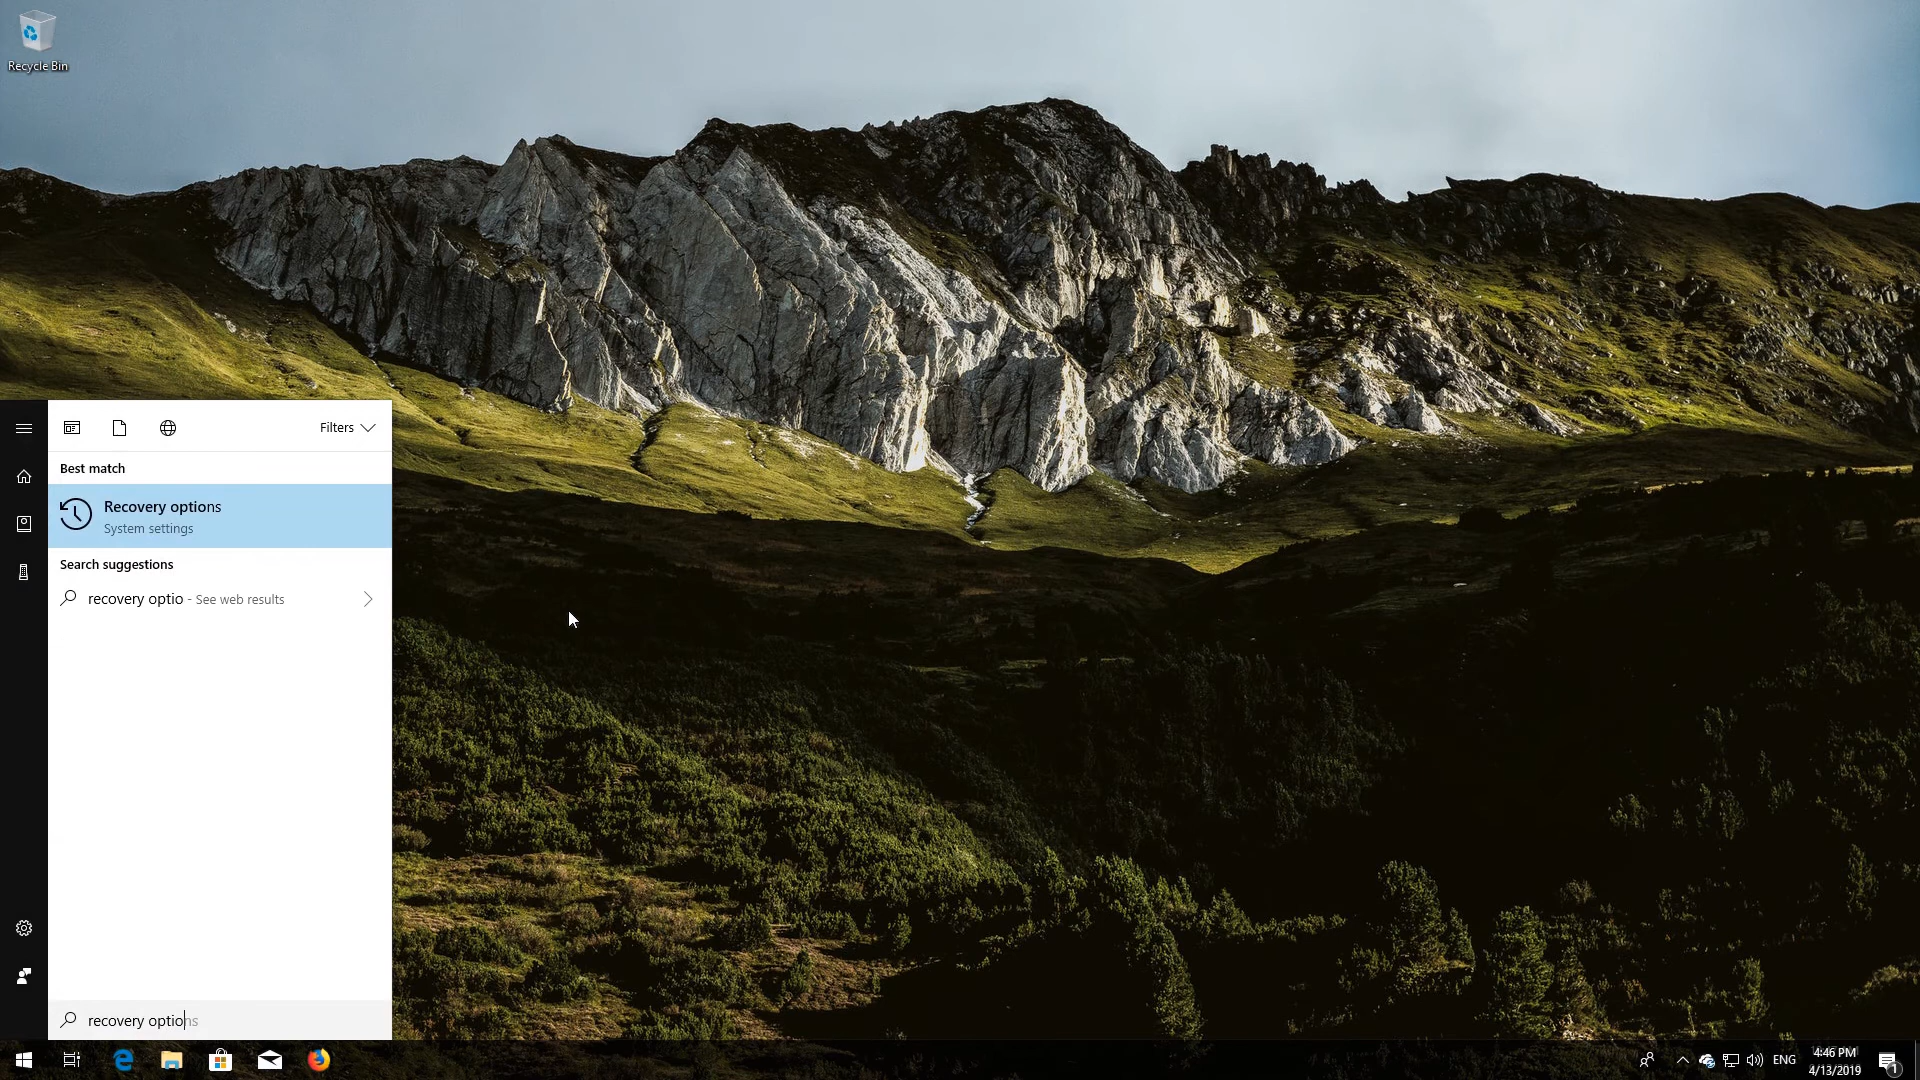 Recycle Bin
Filters
Best match
Recovery options
System settings
Search suggestions
recovery optio - See web results
recovery options
ENG
4:46 PM
4/13/2019
1